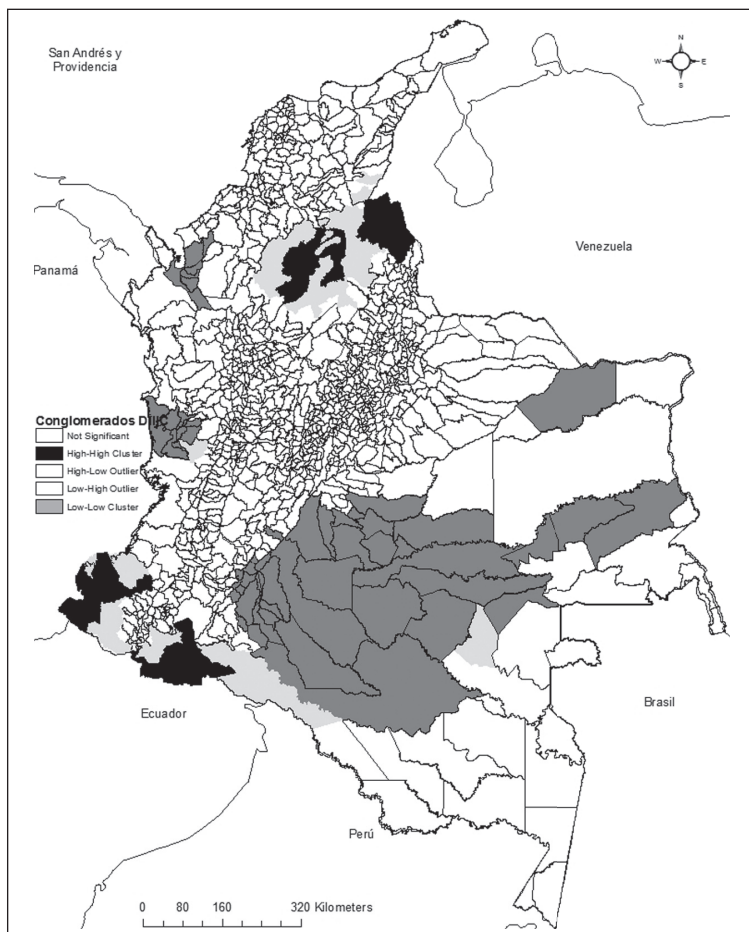 San Andrés y
Providencia
N
W
E
S
Venezuela
Panamá
Conglomerados
Not Significant
High-High Cluster
High-Low Outlier
Low-High Outlier
Low-Low Cluster
Ecuador
Brasil
Perú
0 80 160 320 Kilometers